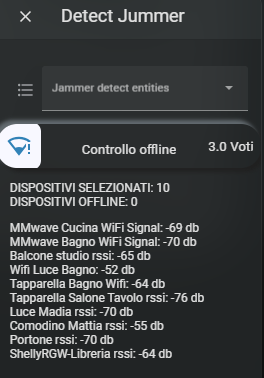 Detect Jummer
Jammer detect entities
Controllo offline
3.0 Voti
DISPOSITIVI SELEZIONATI: 10
DISPOSITIVI OFFLINE: 0
MMwave Cucina WiFi Signal: -69 db
MMwave Bagno WiFi Signal: -70 db
Balcone studio rssi: -65 db
Wifi Luce Bagno: -52 db
Tapparella Bagno Wifi: -64 db
Tapparella Salone Tavolo rssi: -76 db
Luce Madia rssi: -70 db
Comodino Mattia rssi: -55 db
Portone rssi: -70 db
ShellyRGW-Libreria rssi: -64 db